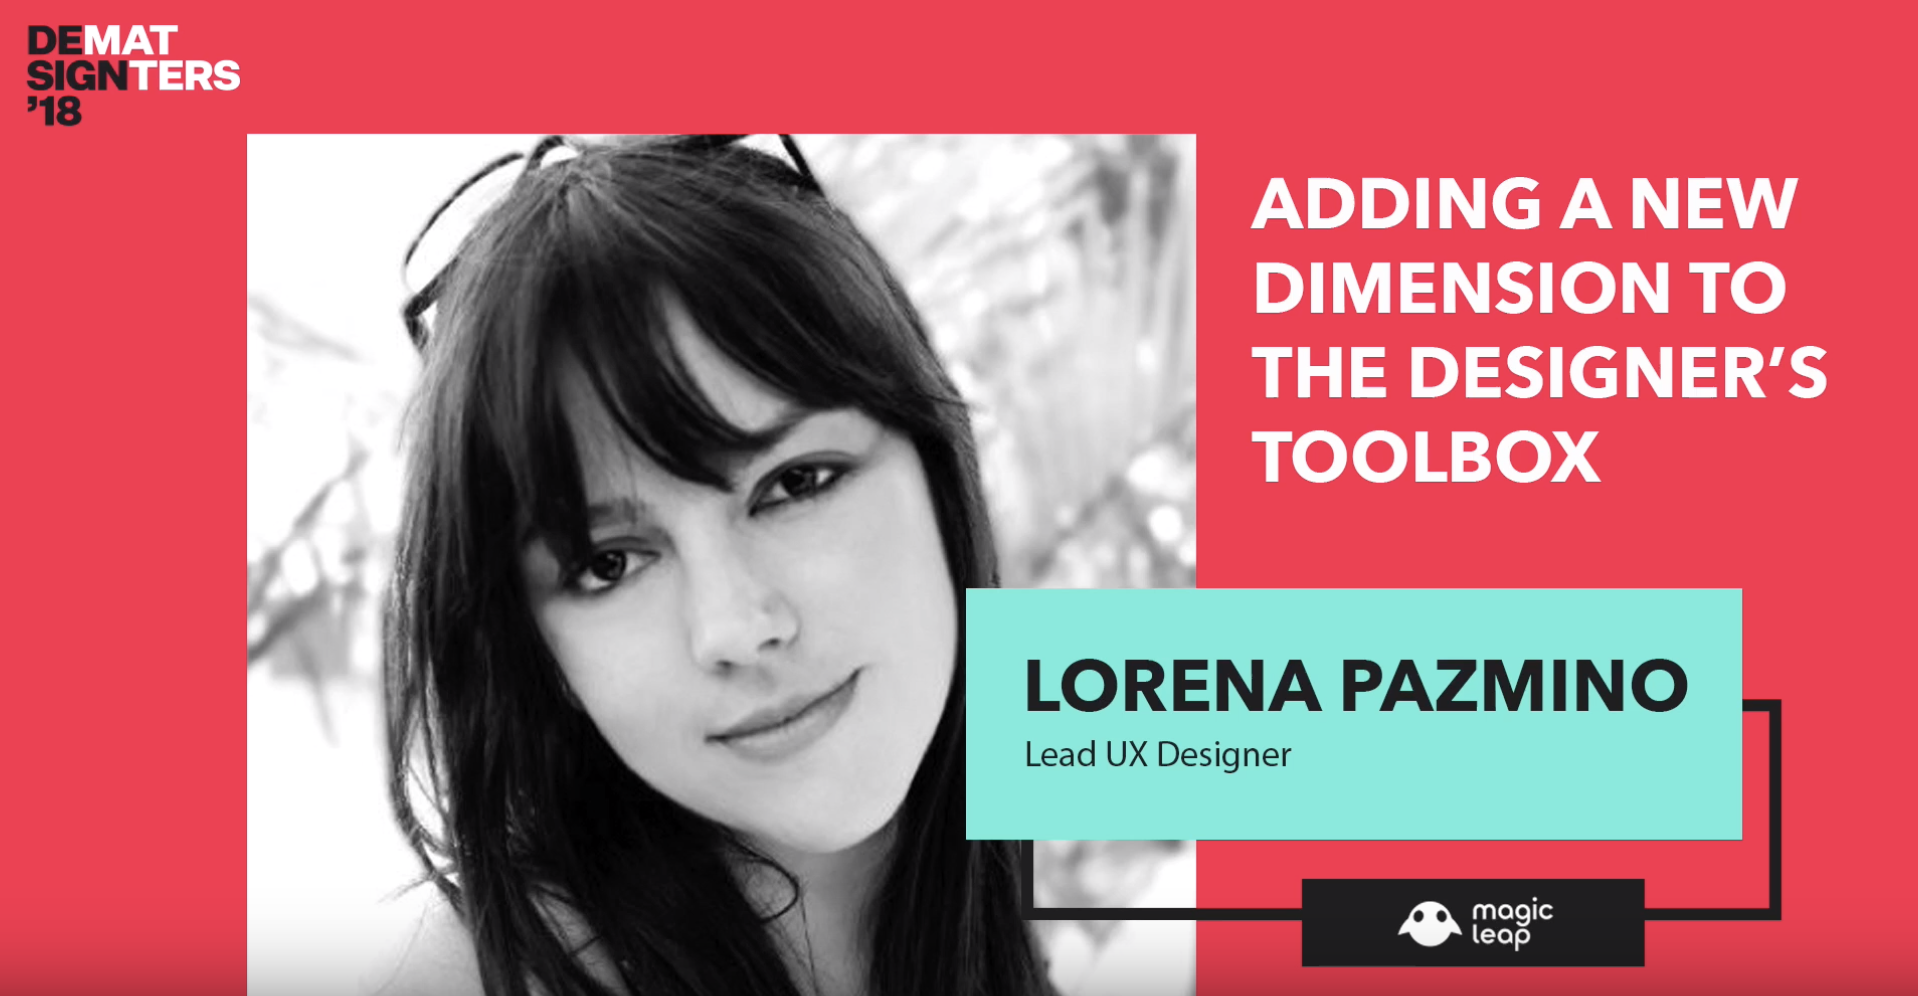 DEMAT
SIGNTERS
’18
ADDING A NEW
DIMENSION TO
THE DESIGNER’S
TOOLBOX
LORENA PAZMINO
Lead UX Designer
magic
leap